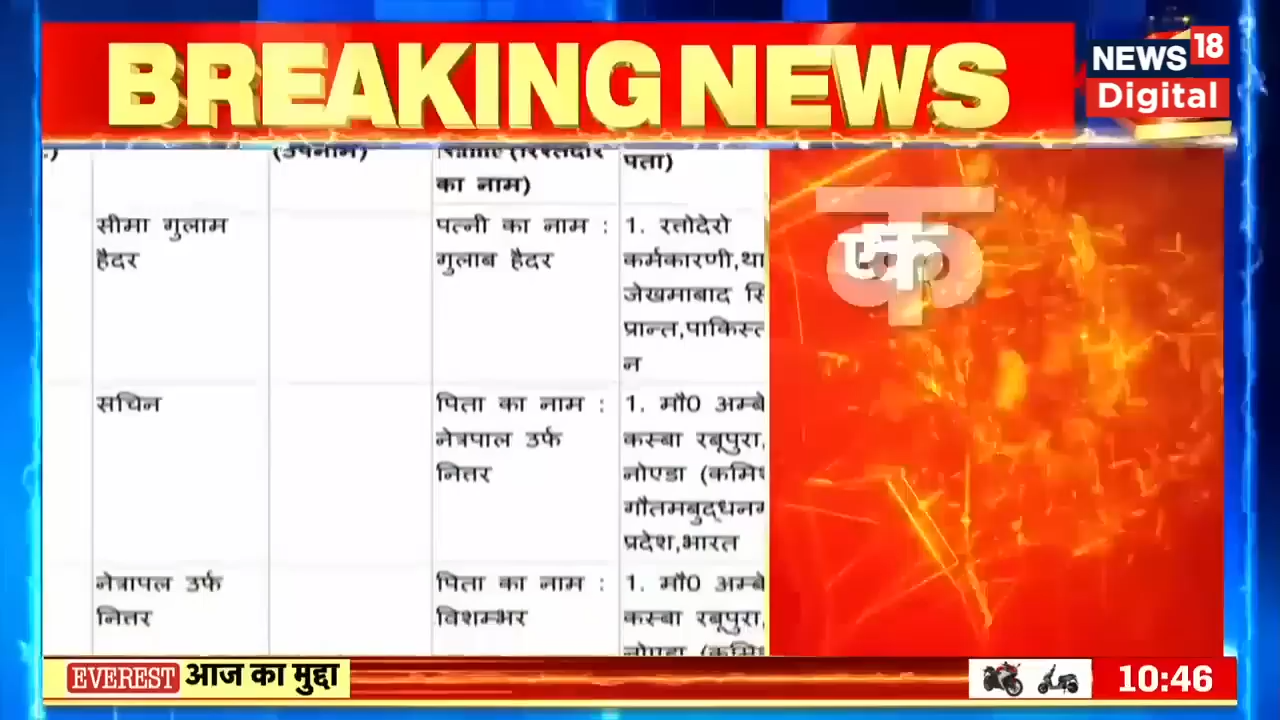 BREAKING NEWS
NEWS 18
Digital
(उपनाम)
का नाम)
पता)
सीमा गुलाम
हैदर
पत्नी का नाम :
गुलाब हैदर
1. रतोदेरो
कर्मकारणी,था
जेखमाबाद सि
प्रान्त,पाकिस्त
न
सचिन
पिता का नाम :
नेत्रपाल उर्फ
नित्तर
1. मौ0 अम्बे
कस्बा रबूपुरा,
नोएडा (कमिश
गौतमबुद्धनग
प्रदेश,भारत
नेत्रापल उर्फ
नित्तर
पिता का नाम :
विशम्भर
1. मौ0 अम्बे
कस्बा रबूपुरा,
एक
EVEREST आज का मुद्दा
10:46